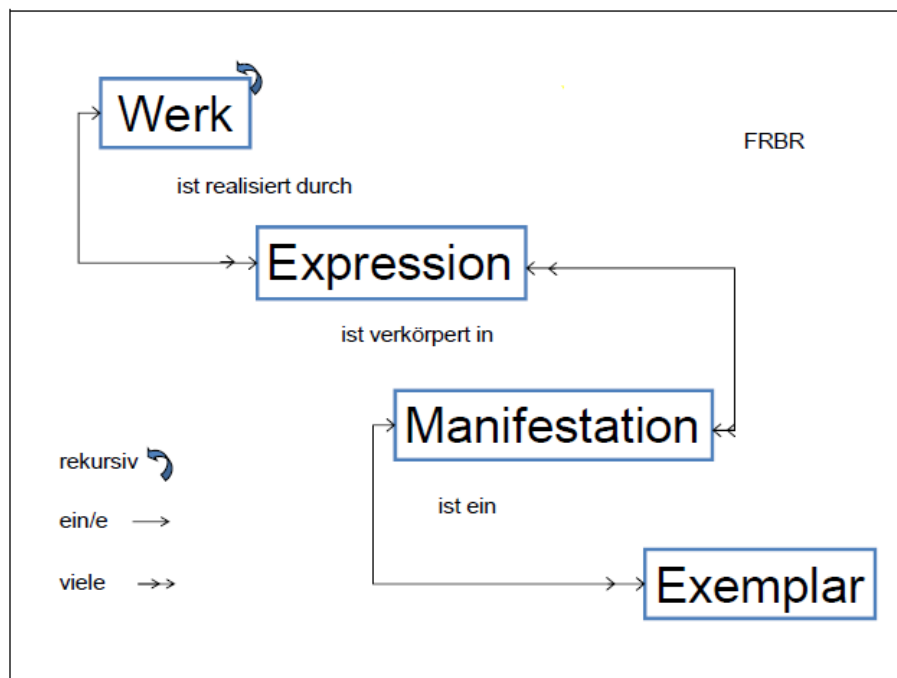 Werk
FRBR
ist realisiert durch
Expression
ist verkörpert in
Manifestation
rekursiv
ist ein
ein/e
viele
Exemplar